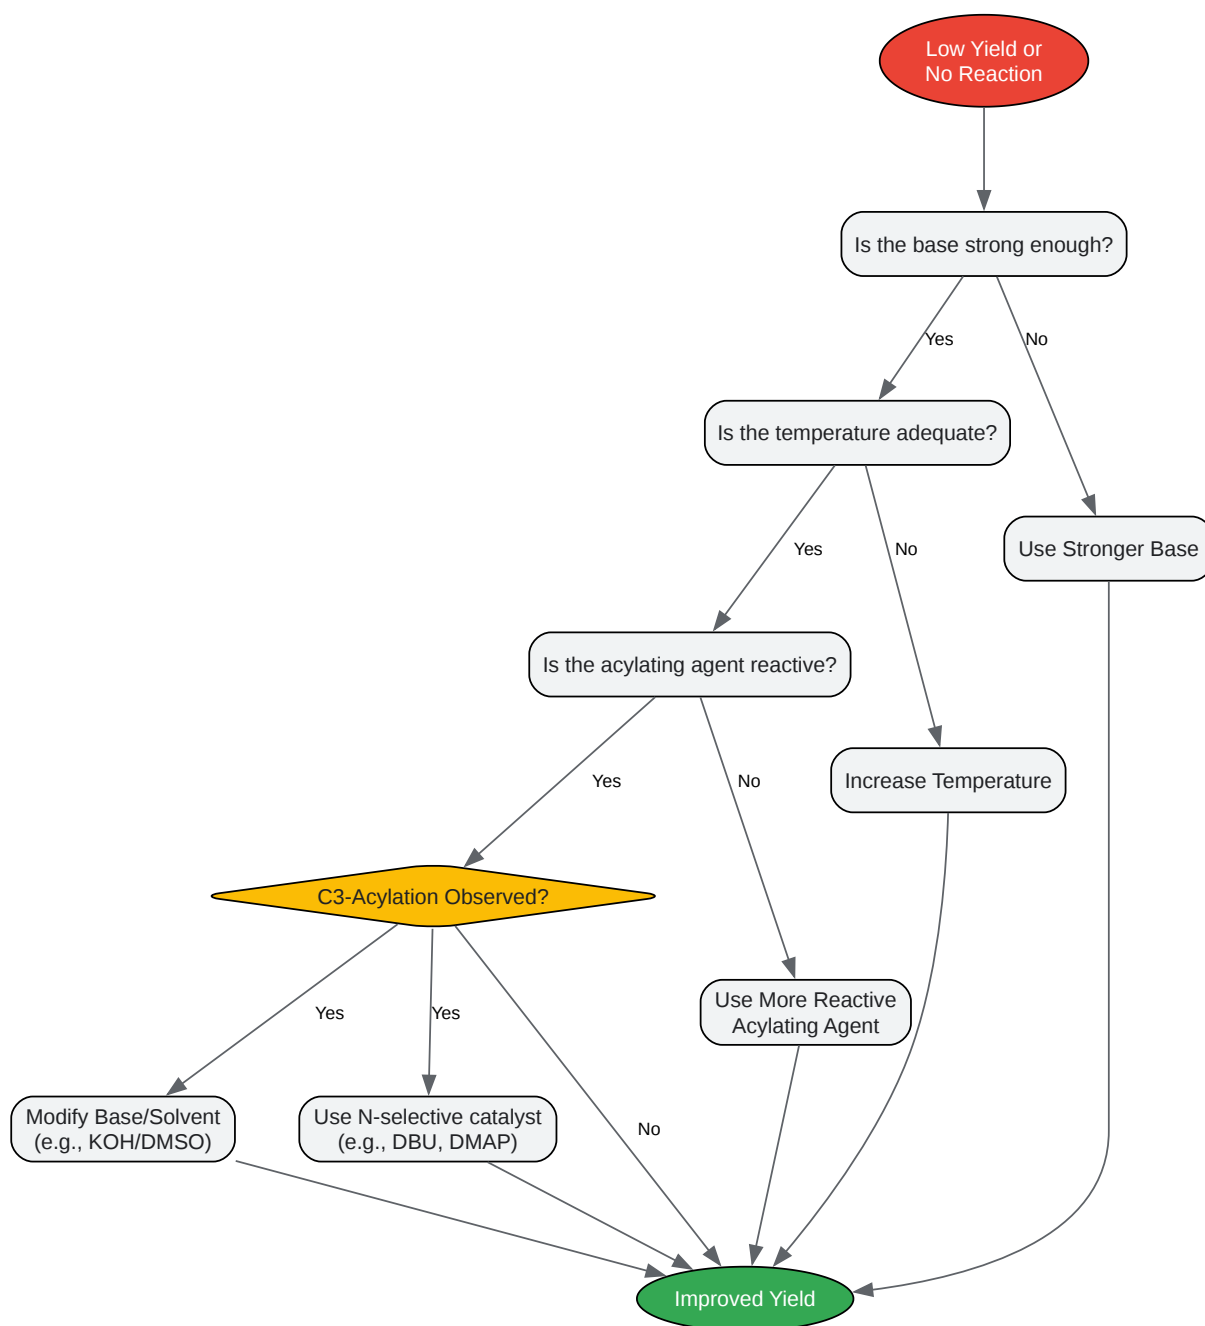 Low Yield or
No Reaction
Is the base strong enough?
Yes
No
Is the temperature adequate?
Use Stronger Base
Yes
No
Is the acylating agent reactive?
Increase Temperature
Yes
No
C3-Acylation Observed?
Use More Reactive
Acylating Agent
Yes
Yes
No
Modify Base/Solvent
(e.g., KOH/DMSO)
Use N-selective catalyst
(e.g., DBU, DMAP)
Improved Yield